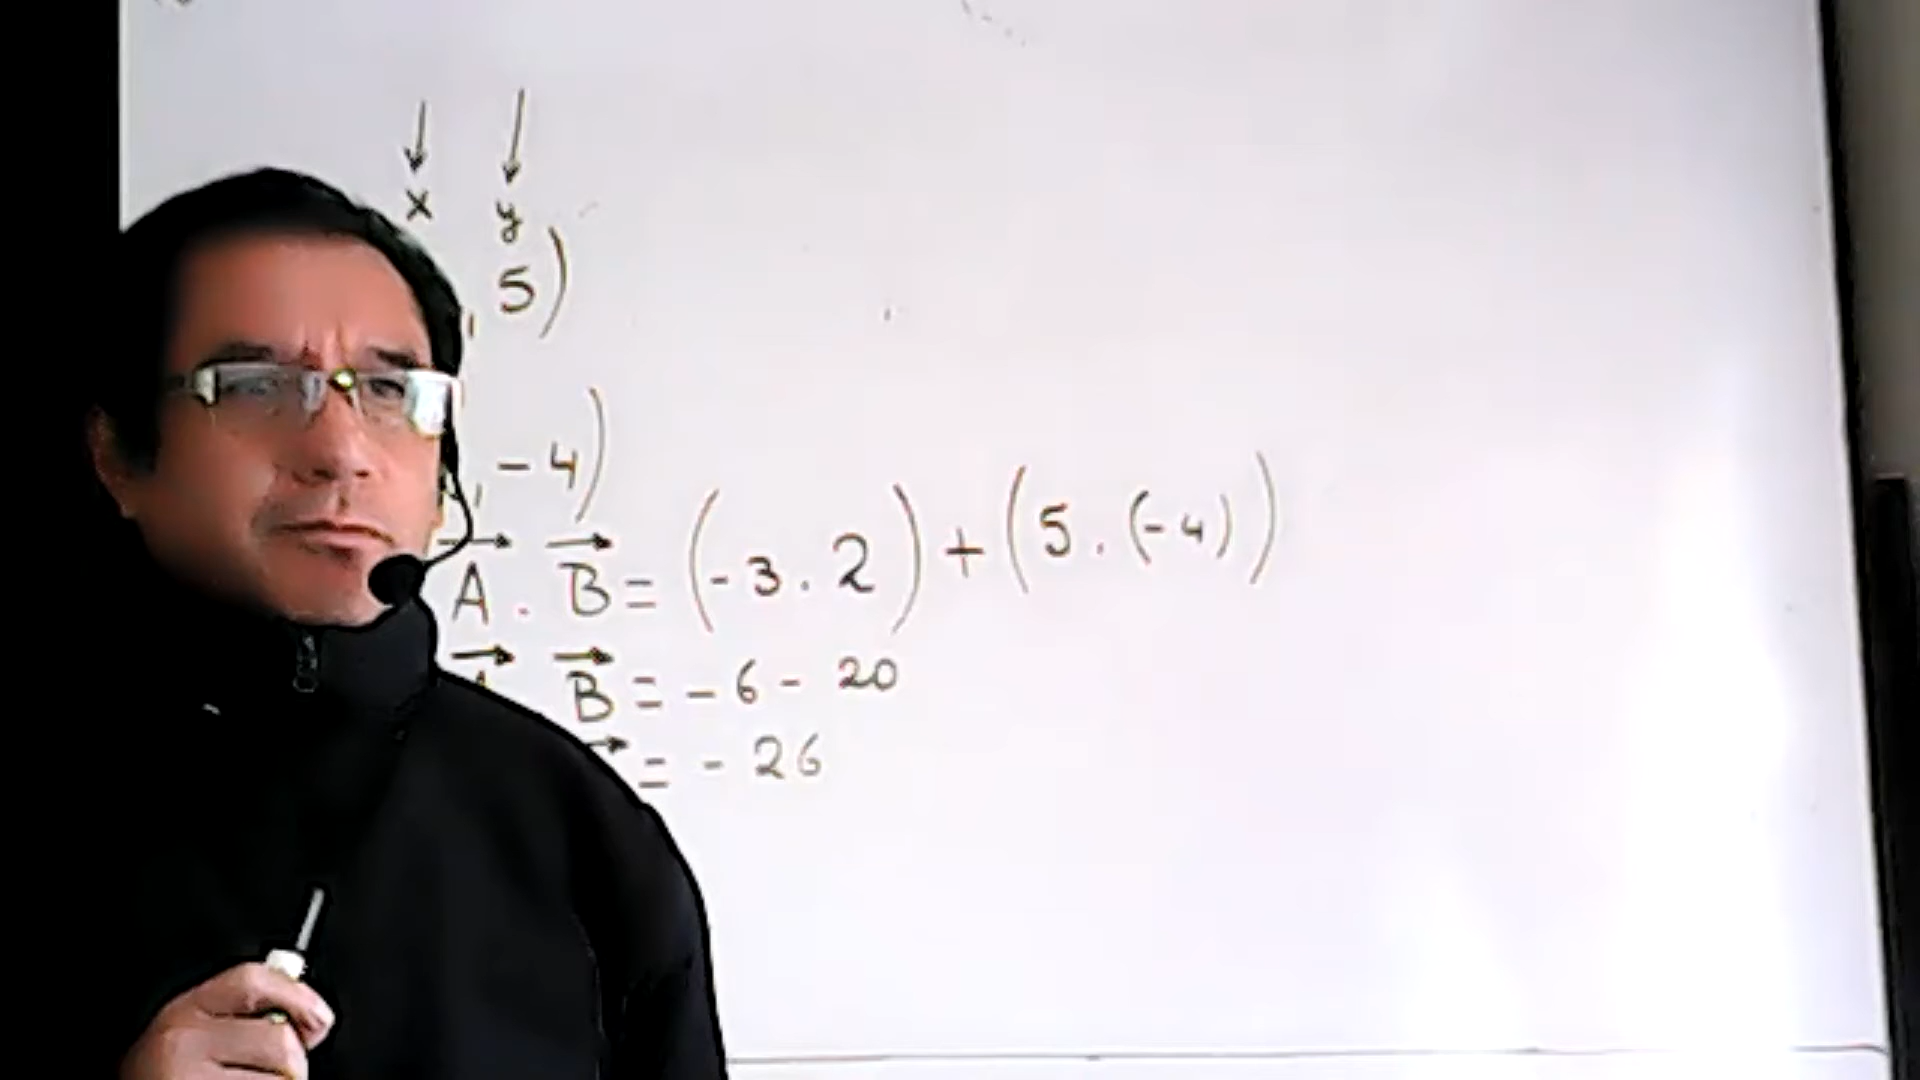 x y
, 5)
, -4)
A . B = (-3 . 2) + (5 . (-4))
B = -6 - 20
= - 26